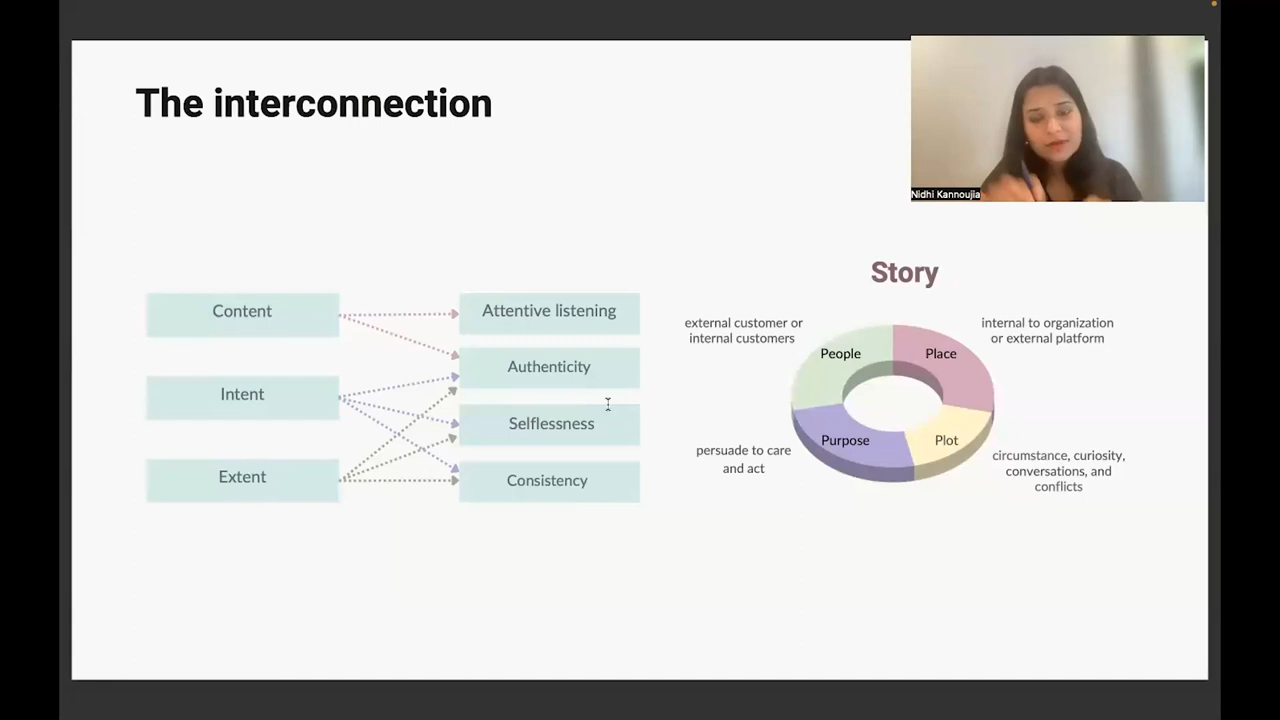 The interconnection
Nidhi Kannoujia
Content
Intent
Extent
Attentive listening
Authenticity
Selflessness
Consistency
Story
external customer or
internal customers
People
Place
internal to organization
or external platform
persuade to care
and act
Purpose
Plot
circumstance, curiosity,
conversations, and
conflicts